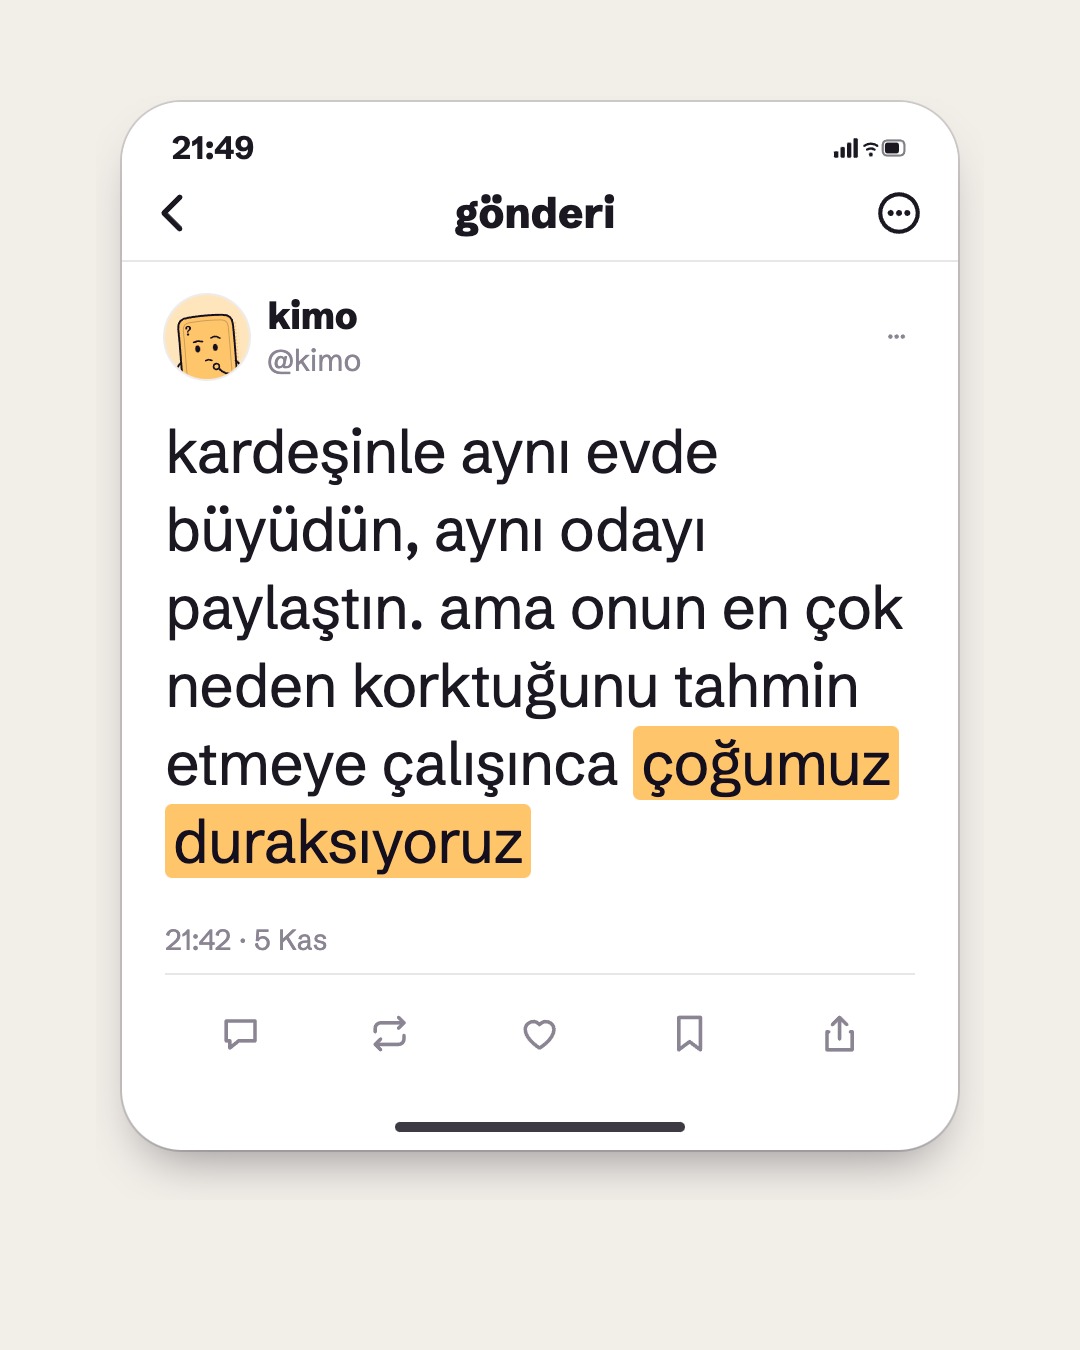 21:49
gönderi
?
kimo
@kimo
kardeşinle aynı evde
büyüdün, aynı odayı
paylaştın. ama onun en çok
neden korktuğunu tahmin
etmeye çalışınca çoğumuz
duraksıyoruz
21:42 · 5 Kas